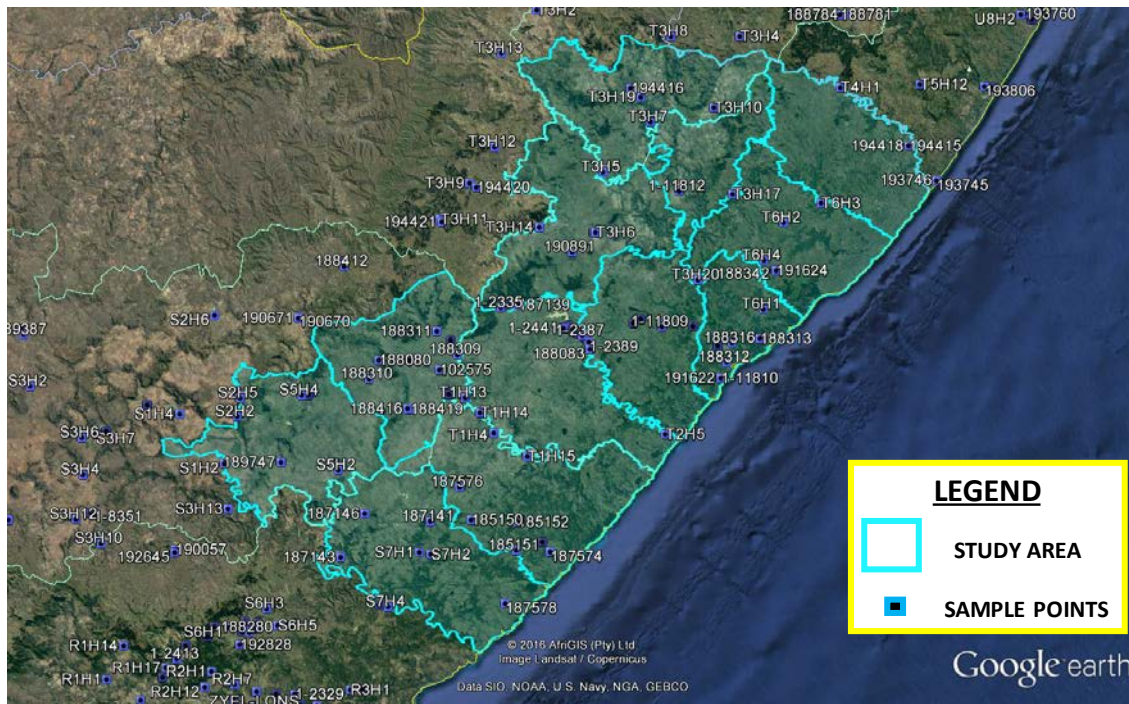 T3H2
188784 188781
U8H2
193760
T3H8
T3H4
T3H13
194416
T3H19
T4H1
T5H12
193806
T3H10
T3H7
T3H12
194418 194415
T3H5
T3H9
194420
1-11812
193746
193745
T3H17
T6H3
194421
T3H11
T3H14
T3H6
T6H2
190891
188412
T6H4
T3H20
188342
191624
1-2335
187139
T6H1
S2H6
190671
190670
188311
1-2441
1-2387
1-11809
188083
1-2389
188316
188313
188309
188312
188080
102575
188310
191622
1-11810
S3H2
S2H5
S5H4
T1H13
S1H4
S2H2
188416
188419
T1H14
S3H6
S3H7
T1H4
T2H5
S1H2
189747
S5H2
T1H15
S3H4
187576
S3H12
1-8351
S3H13
187146
187141
185150
185152
S3H10
192645
190057
187143
S7H1
S7H2
185151
187574
S7H4
187578
S6H3
S6H1
188280
S6H5
R1H14
192828
1-2413
R1H17
R2H1
R1H1
R2H12
R2H7
1-2329
R3H1
LEGEND
STUDY AREA
SAMPLE POINTS
© 2016 AfriGIS (Pty) Ltd
Image Landsat / Copernicus
Data SIO, NOAA, U.S. Navy, NGA, GEBCO
Google earth